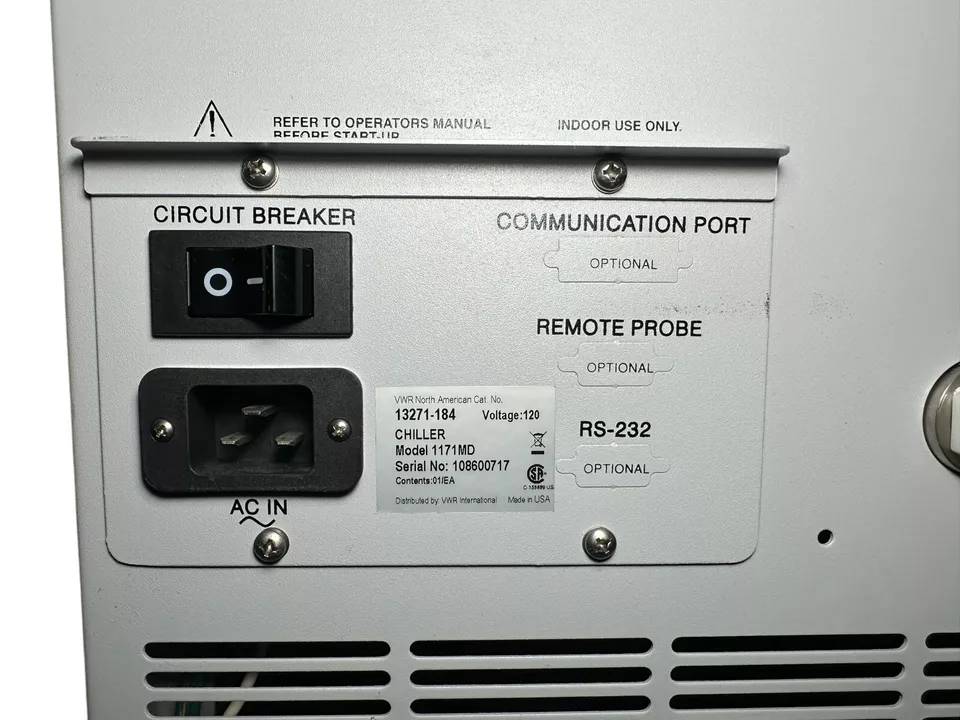 REFER TO OPERATORS MANUAL
BEFORE START-UP
INDOOR USE ONLY.
CIRCUIT BREAKER
O
COMMUNICATION PORT
OPTIONAL
REMOTE PROBE
OPTIONAL
RS-232
OPTIONAL
VWR North American Cat. No.
13271-184 Voltage:120
CHILLER
Model 1171MD
Serial No: 108600717
Contents:01/EA
Distributed by: VWR International Made in USA
AC IN